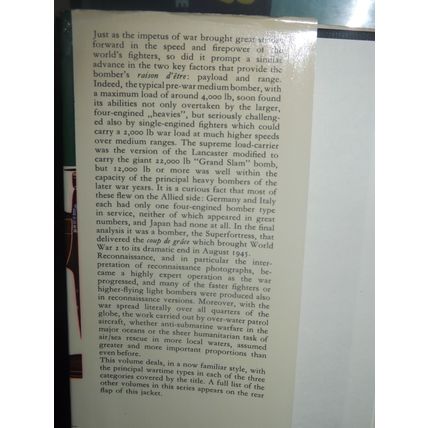 Just as the impetus of war brought great strides
forward in the speed and firepower of the
world's fighters, so did it prompt a similar
advance in the two key factors that provide the
bomber's raison d'être: payload and range.
Indeed, the typical pre-war medium bomber, with
a maximum load of around 4,000 lb, soon found
its abilities not only overtaken by the larger,
four-engined „heavies", but seriously challeng-
ed also by single-engined fighters which could
carry a 2,000 lb war load at much higher speeds
over medium ranges. The supreme load-carrier
was the version of the Lancaster modified to
carry the giant 22,000 lb "Grand Slam" bomb,
but 12,000 lb or more was well within the
capacity of the principal heavy bombers of the
later war years. It is a curious fact that most of
these flew on the Allied side: Germany and Italy
each had only one four-engined bomber type
in service, neither of which appeared in great
numbers, and Japan had none at all. In the final
analysis it was a bomber, the Superfortress, that
delivered the coup de grâce which brought World
War 2 to its dramatic end in August 1945.
Reconnaissance, and in particular the inter-
pretation of reconnaissance photographs, be-
came a highly expert operation as the war
progressed, and many of the faster fighters or
higher-flying light bombers were produced also
in reconnaissance versions. Moreover, with the
war spread literally over all quarters of the
globe, the work carried out by over-water patrol
aircraft, whether anti-submarine warfare in the
major oceans or the sheer humanitarian task of
air/sea rescue in more local waters, assumed
greater and more important proportions than
even before.
This volume deals, in a now familiar style, with
the principal wartime types in each of the three
categories covered by the title. A full list of the
other volumes in this series appears on the rear
flap of this jacket.